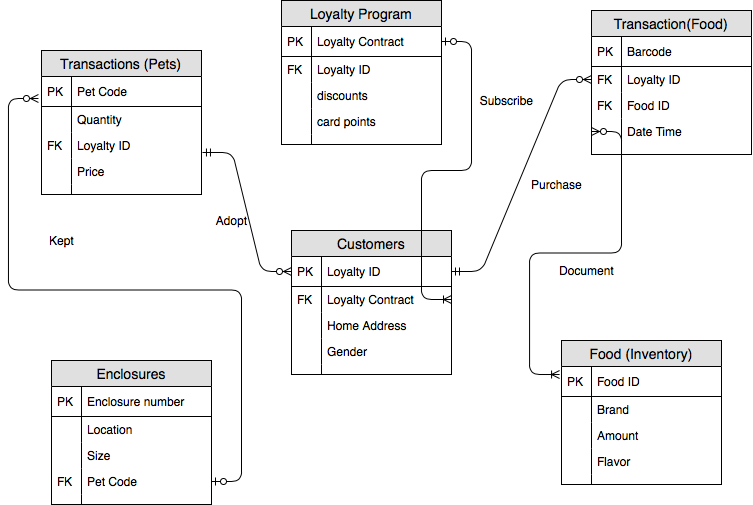 Loyalty Program
PK Loyalty Contract
FK Loyalty ID
discounts
card points
Transaction(Food)
PK Barcode
FK Loyalty ID
FK Food ID
Date Time
Transactions (Pets)
PK Pet Code
Quantity
FK Loyalty ID
Price
Subscribe
Purchase
Adopt
Kept
Document
Customers
PK Loyalty ID
FK Loyalty Contract
Home Address
Gender
Enclosures
PK Enclosure number
Location
Size
FK Pet Code
Food (Inventory)
PK Food ID
Brand
Amount
Flavor